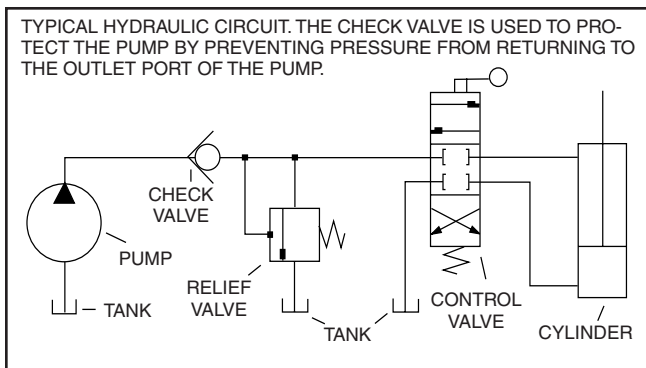 TYPICAL HYDRAULIC CIRCUIT. THE CHECK VALVE IS USED TO PRO-
TECT THE PUMP BY PREVENTING PRESSURE FROM RETURNING TO
THE OUTLET PORT OF THE PUMP.
CHECK
VALVE
PUMP
TANK
RELIEF
VALVE
TANK
CONTROL
VALVE
CYLINDER